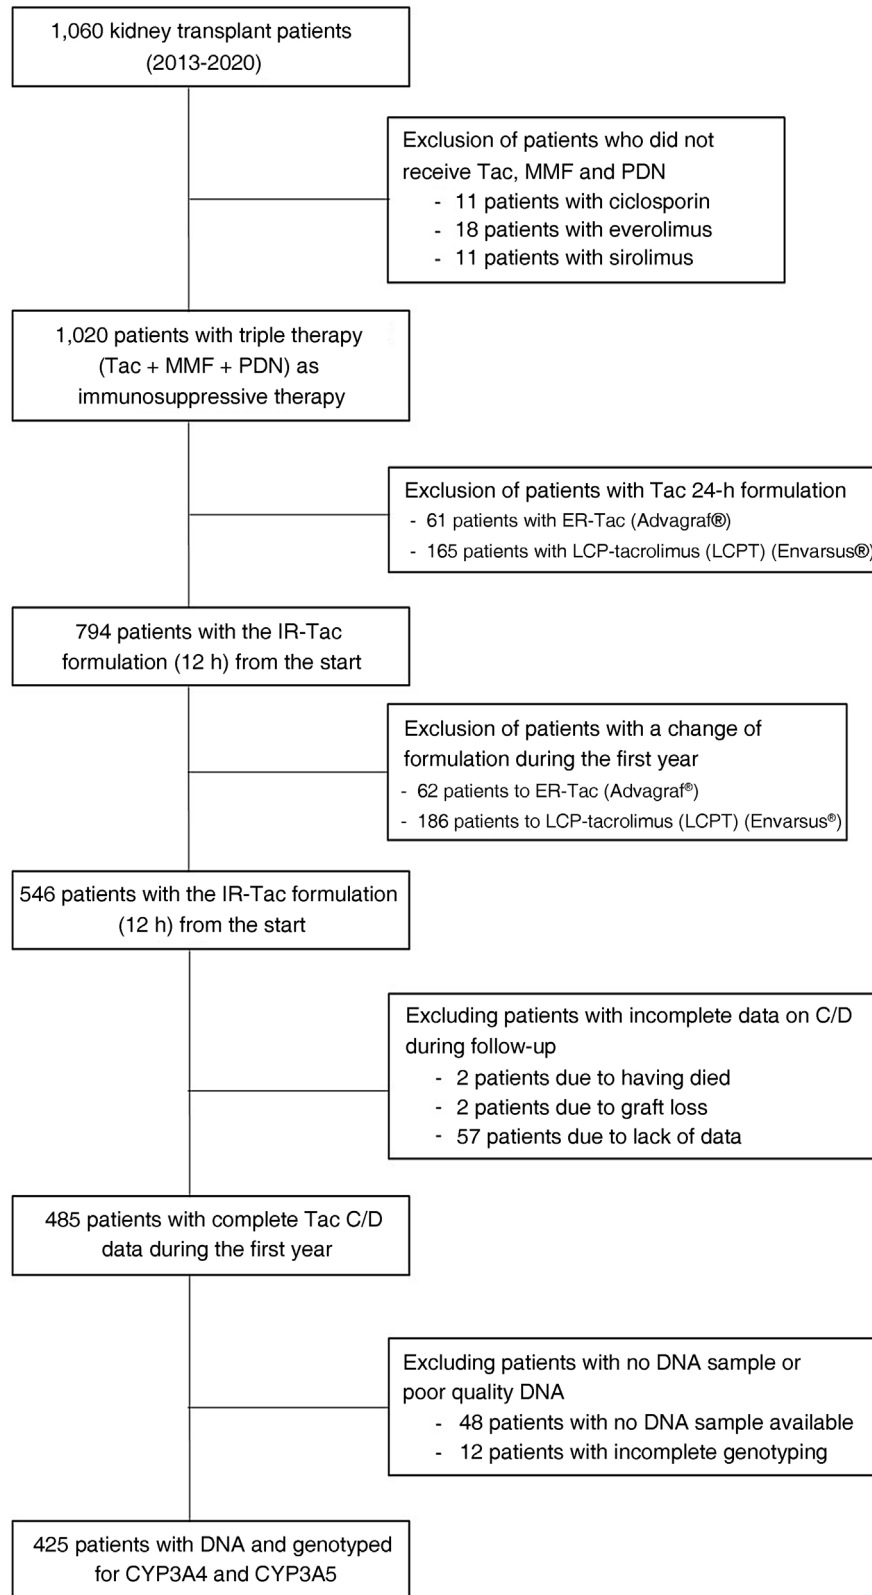 1,060 kidney transplant patients
(2013-2020)
Exclusion of patients who did not
receive Tac, MMF and PDN
- 11 patients with ciclosporin
- 18 patients with everolimus
- 11 patients with sirolimus
1,020 patients with triple therapy
(Tac + MMF + PDN) as
immunosuppressive therapy
Exclusion of patients with Tac 24-h formulation
- 61 patients with ER-Tac (Advagraf®)
- 165 patients with LCP-tacrolimus (LCPT) (Envarsus®)
794 patients with the IR-Tac
formulation (12 h) from the start
Exclusion of patients with a change of
formulation during the first year
- 62 patients to ER-Tac (Advagraf®)
- 186 patients to LCP-tacrolimus (LCPT) (Envarsus®)
546 patients with the IR-Tac formulation
(12 h) from the start
Excluding patients with incomplete data on C/D
during follow-up
- 2 patients due to having died
- 2 patients due to graft loss
- 57 patients due to lack of data
485 patients with complete Tac C/D
data during the first year
Excluding patients with no DNA sample or
poor quality DNA
- 48 patients with no DNA sample available
- 12 patients with incomplete genotyping
425 patients with DNA and genotyped
for CYP3A4 and CYP3A5